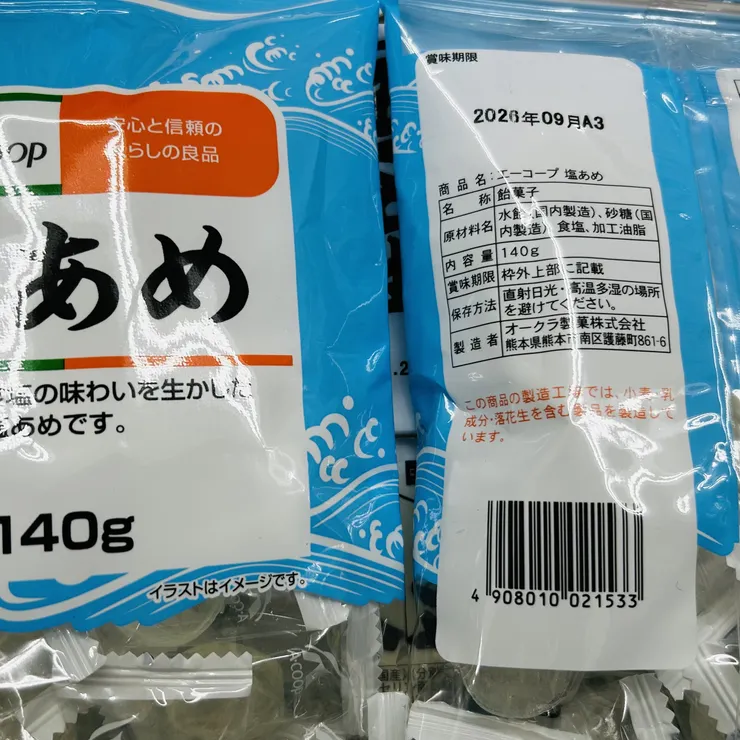 安心と信頼の
らしの良品
OP
あめ
塩の味わいを生かした
塩あめです。
140g
イラストはイメージです。
賞味期限
2026年09月A3
商品名:エーコープ 塩あめ
名称 飴菓子
原材料名 水飴(国内製造)、砂糖(国
内製造)、食塩、加工油脂
内容量 140g
賞味期限 枠外上部に記載
保存方法 直射日光・高温多湿の場所
を避けてください。
製造者 オークラ製菓株式会社
熊本県熊本市南区護藤町861-6
この商品の製造工場では、小麦・乳
成分・落花生を含む製品を製造して
います。
4 908010 021533